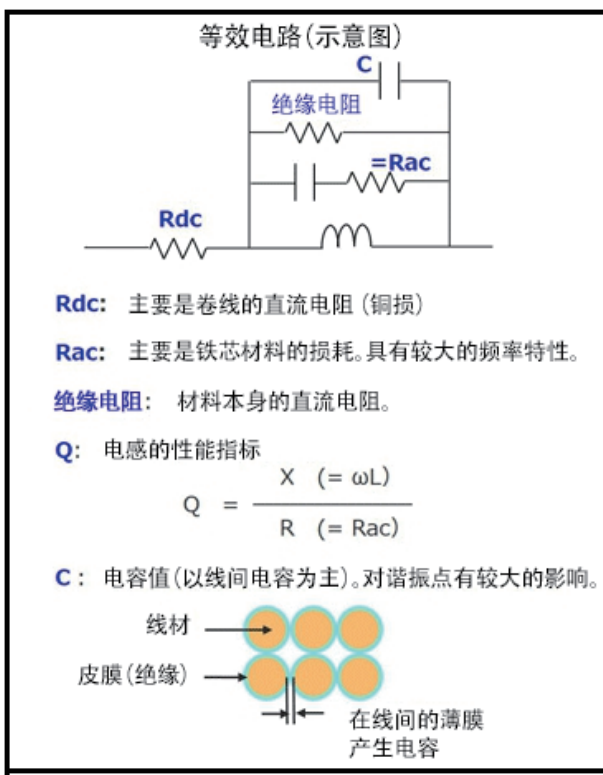 等效电路(示意图)
C
绝缘电阻
=Rac
Rdc
Rdc: 主要是卷线的直流电阻(铜损)
Rac: 主要是铁芯材料的损耗。具有较大的频率特性。
绝缘电阻: 材料本身的直流电阻。
Q: 电感的性能指标
X (= ωL)
Q =
R (= Rac)
C: 电容值(以线间电容为主)。对谐振点有较大的影响。
线材
皮膜(绝缘)
在线间的薄膜
产生电容